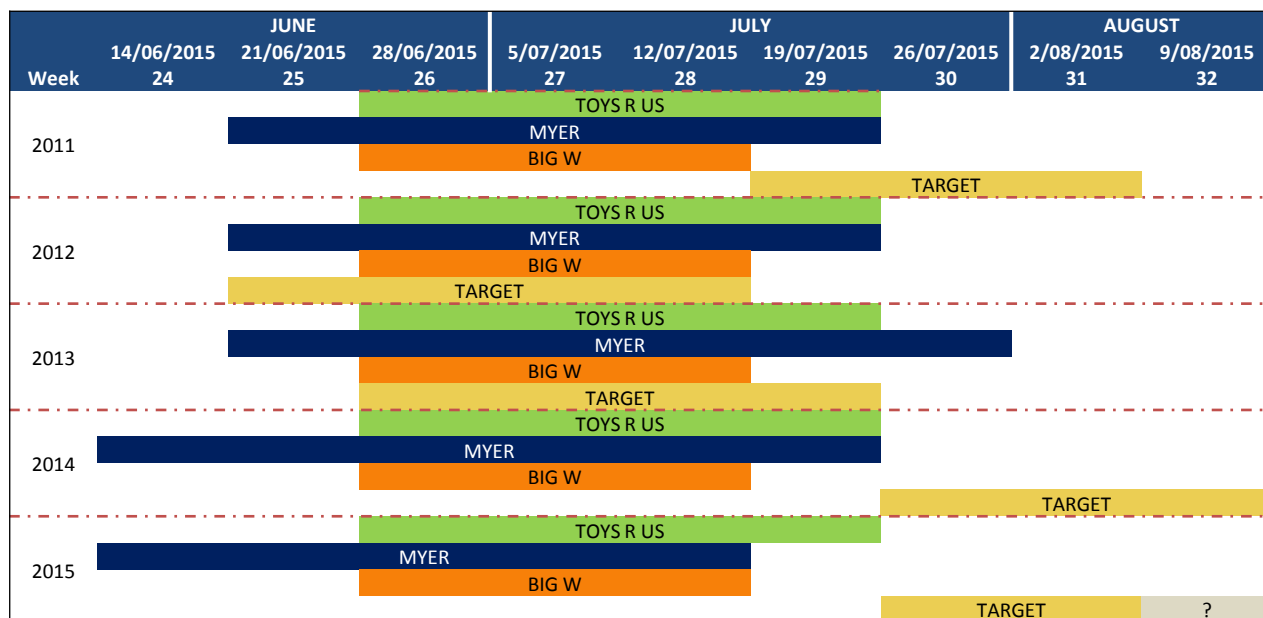 JUNE JULY AUGUST
14/06/2015 21/06/2015 28/06/2015 5/07/2015 12/07/2015 19/07/2015 26/07/2015 2/08/2015 9/08/2015
Week 24 25 26 27 28 29 30 31 32
TOYS R US
MYER
2011
BIG W
TARGET
TOYS R US
MYER
2012
BIG W
TARGET
TOYS R US
MYER
2013
BIG W
TARGET
TOYS R US
MYER
2014
BIG W
TARGET
TOYS R US
MYER
2015
BIG W
TARGET ?